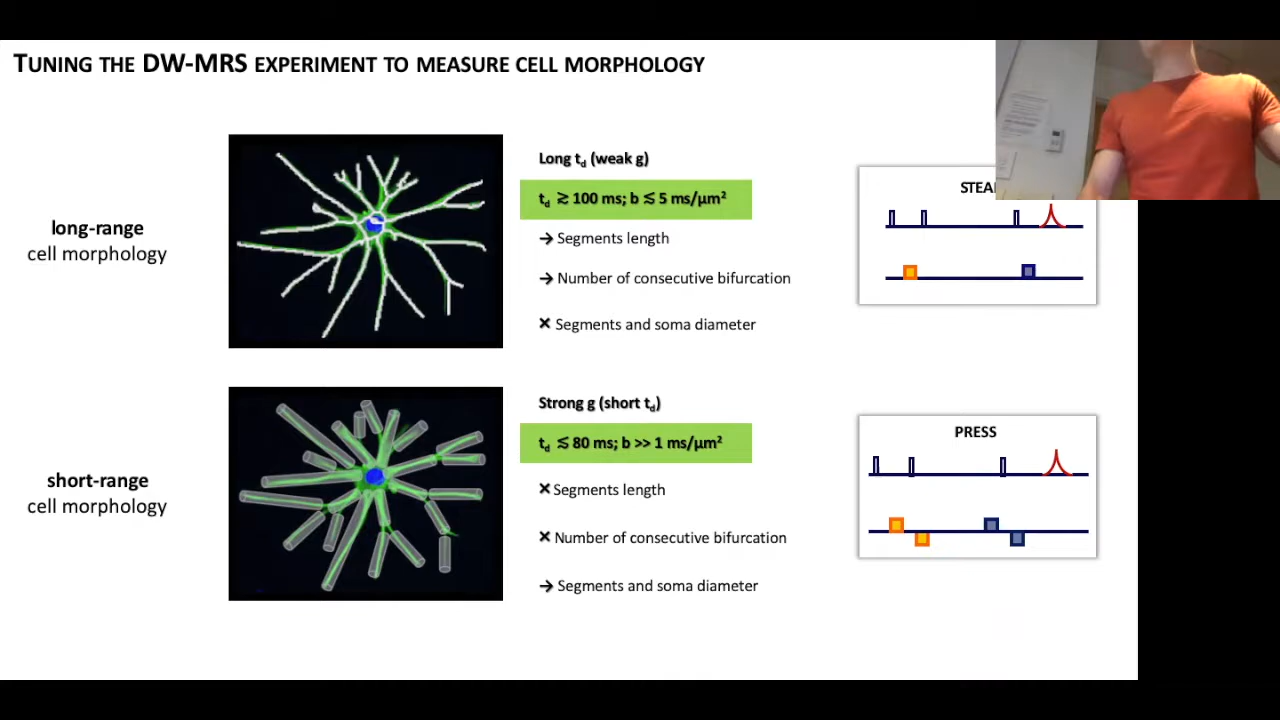 TUNING THE DW-MRS EXPERIMENT TO MEASURE CELL MORPHOLOGY
long-range
cell morphology
Long td (weak g)
td ≳ 100 ms; b ≲ 5 ms/μm²
→ Segments length
→ Number of consecutive bifurcation
× Segments and soma diameter
short-range
cell morphology
Strong g (short td)
td ≲ 80 ms; b >> 1 ms/μm²
× Segments length
× Number of consecutive bifurcation
→ Segments and soma diameter
PRESS